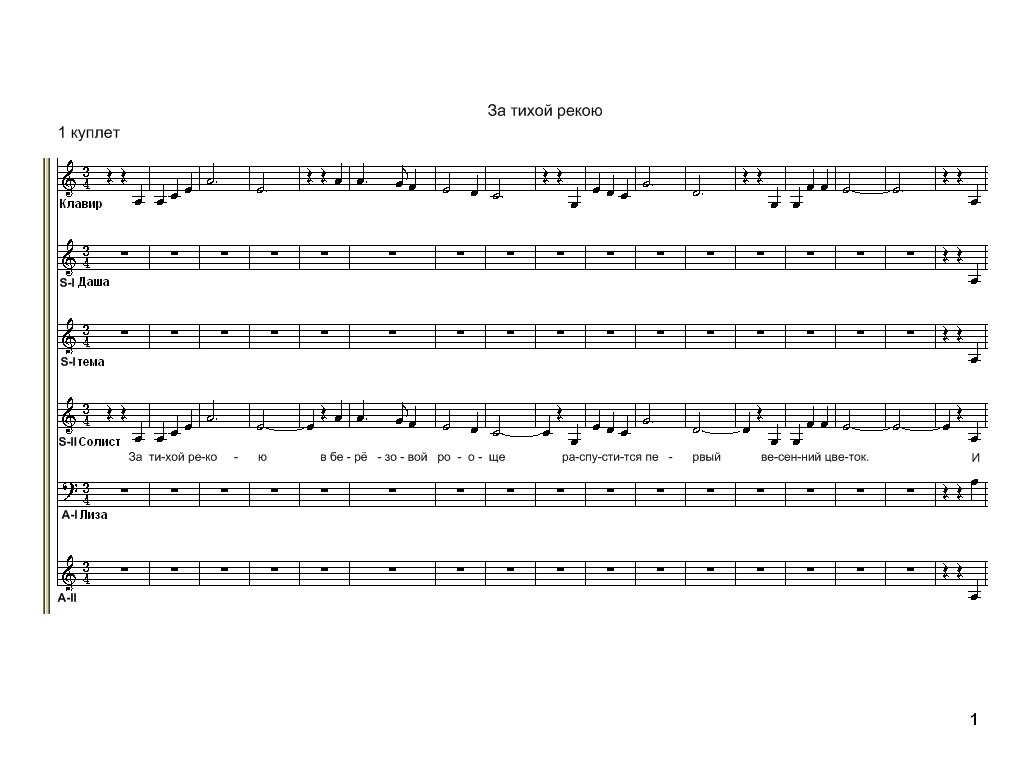 За тихой рекою
1 куплет
Клавир
S-I Даша
S-I тема
S-II Солист
За ти-хой ре-ко - ю в бе - рё - зо - вой ро - о - ще ра-спу-сти-тся пе - рвый ве-сен-ний цве-ток. И
A-I Лиза
A-II
1